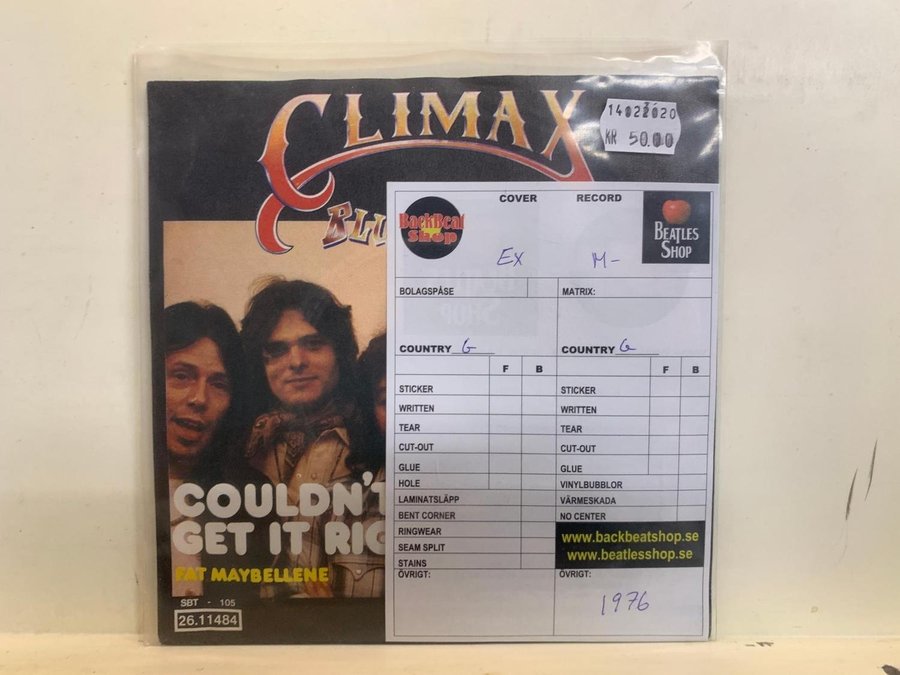 CLIMAX
BLU
14022020
KR 50.00
BackBeat
Shop
COVER
RECORD
BEATLES
SHOP
EX
M-
BOLAGSPÅSE
MATRIX:
COUNTRY G
COUNTRY G
F B
F B
STICKER
STICKER
WRITTEN
WRITTEN
TEAR
TEAR
CUT-OUT
CUT-OUT
GLUE
GLUE
HOLE
VINYLBUBBLOR
LAMINATSLÄPP
VÄRMESKADA
BENT CORNER
NO CENTER
RINGWEAR
www.backbeatshop.se
www.beatlesshop.se
SEAM SPLIT
STAINS
ÖVRIGT:
ÖVRIGT:
1976
COULDN'T
GET IT RIG
FAT MAYBELLENE
SBT - 105
26.11484